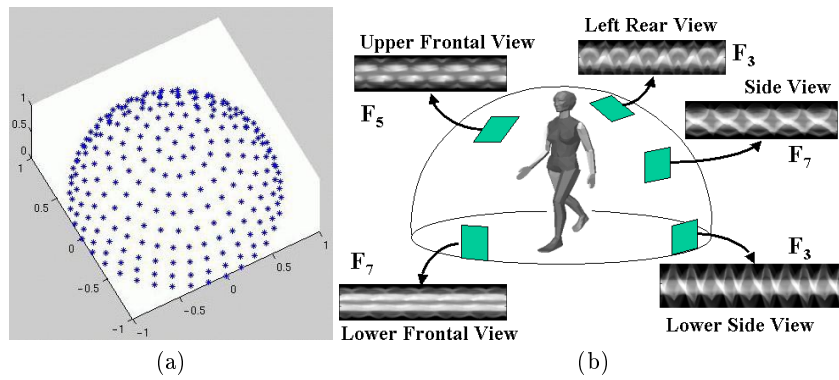 1
0.5
0
1
0.5
0
−0.5
−1
−1
−0.5
0
0.5
1
(a)
Left Rear View
Upper Frontal View
F3
Side View
F5
F7
F7
F3
Lower Frontal View
Lower Side View
(b)